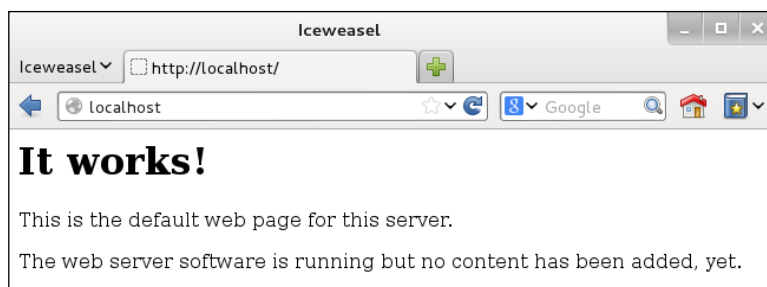 Iceweasel
Iceweasel http://localhost/
localhost 8 Google
It works!
This is the default web page for this server.
The web server software is running but no content has been added, yet.